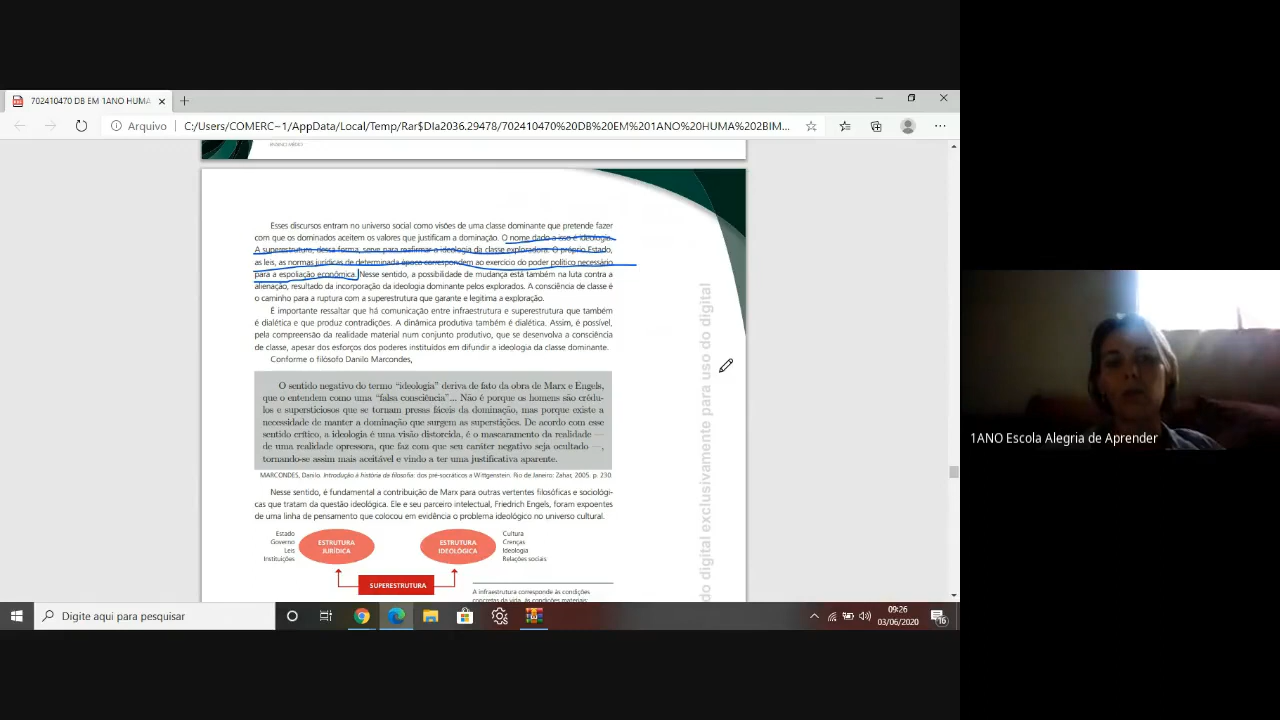 702410470 DB EM 1ANO HUMA
Arquivo
C:/Users/COMERC~1/AppData/Local/Temp/Rar$DIa2036.29478/702410470%20DB%20EM%201ANO%20HUMA%202BIM...
ENSINO MÉDIO
Esses discursos entram no universo social como visões de uma classe dominante que pretende fazer
com que os dominados aceitem os valores que justificam a dominação. O nome dado a isso é ideologia.
A superestrutura, dessa forma, serve para reafirmar a ideologia da classe exploradora. O próprio Estado,
as leis, as normas jurídicas de determinada época correspondem ao exercício do poder político necessário
para a espoliação econômica. Nesse sentido, a possibilidade de mudança está também na luta contra a
alienação, resultado da incorporação da ideologia dominante pelos explorados. A consciência de classe é
o caminho para a ruptura com a superestrutura que garante e legitima a exploração.
É importante ressaltar que há comunicação entre infraestrutura e superestrutura que também
é dialética e que produz contradições. A dinâmica produtiva também é dialética. Assim, é possível,
pela compreensão da realidade material num conjunto produtivo, que se desenvolva a consciência
de classe, apesar dos esforços dos poderes instituídos em difundir a ideologia da classe dominante.
Conforme o filósofo Danilo Marcondes,
O sentido negativo do termo “ideologia” deriva de fato da obra de Marx e Engels,
que o entendem como uma “falsa consciência”... Não é porque os homens são crédu-
los e supersticiosos que se tornam presas fáceis da dominação, mas porque existe a
necessidade de manter a dominação que surgem as superstições. De acordo com esse
sentido crítico, a ideologia é uma visão distorcida, é o mascaramento da realidade —
de uma realidade opressora, que faz com que seu caráter negativo seja ocultado —,
tornando-se assim mais aceitável e vindo a ter uma justificativa aparente.
MARCONDES, Danilo. Introdução à história da filosofia: dos pré-socráticos a Wittgenstein. Rio de Janeiro: Zahar, 2005. p. 230.
Nesse sentido, é fundamental a contribuição de Marx para outras vertentes filosóficas e sociológi-
cas que tratam da questão ideológica. Ele e seu parceiro intelectual, Friedrich Engels, foram expoentes
de uma linha de pensamento que colocou em evidência o problema ideológico no universo cultural.
Estado
Governo
Leis
Instituições
ESTRUTURA
JURÍDICA
ESTRUTURA
IDEOLÓGICA
Cultura
Crenças
Ideologia
Relações sociais
SUPERESTRUTURA
A infraestrutura corresponde às condições
concretas da vida, às condições materiais;
do digital exclusivamente para uso do digital
1ANO Escola Alegria de Aprender
Digite aqui para pesquisar
09:26
03/06/2020
16